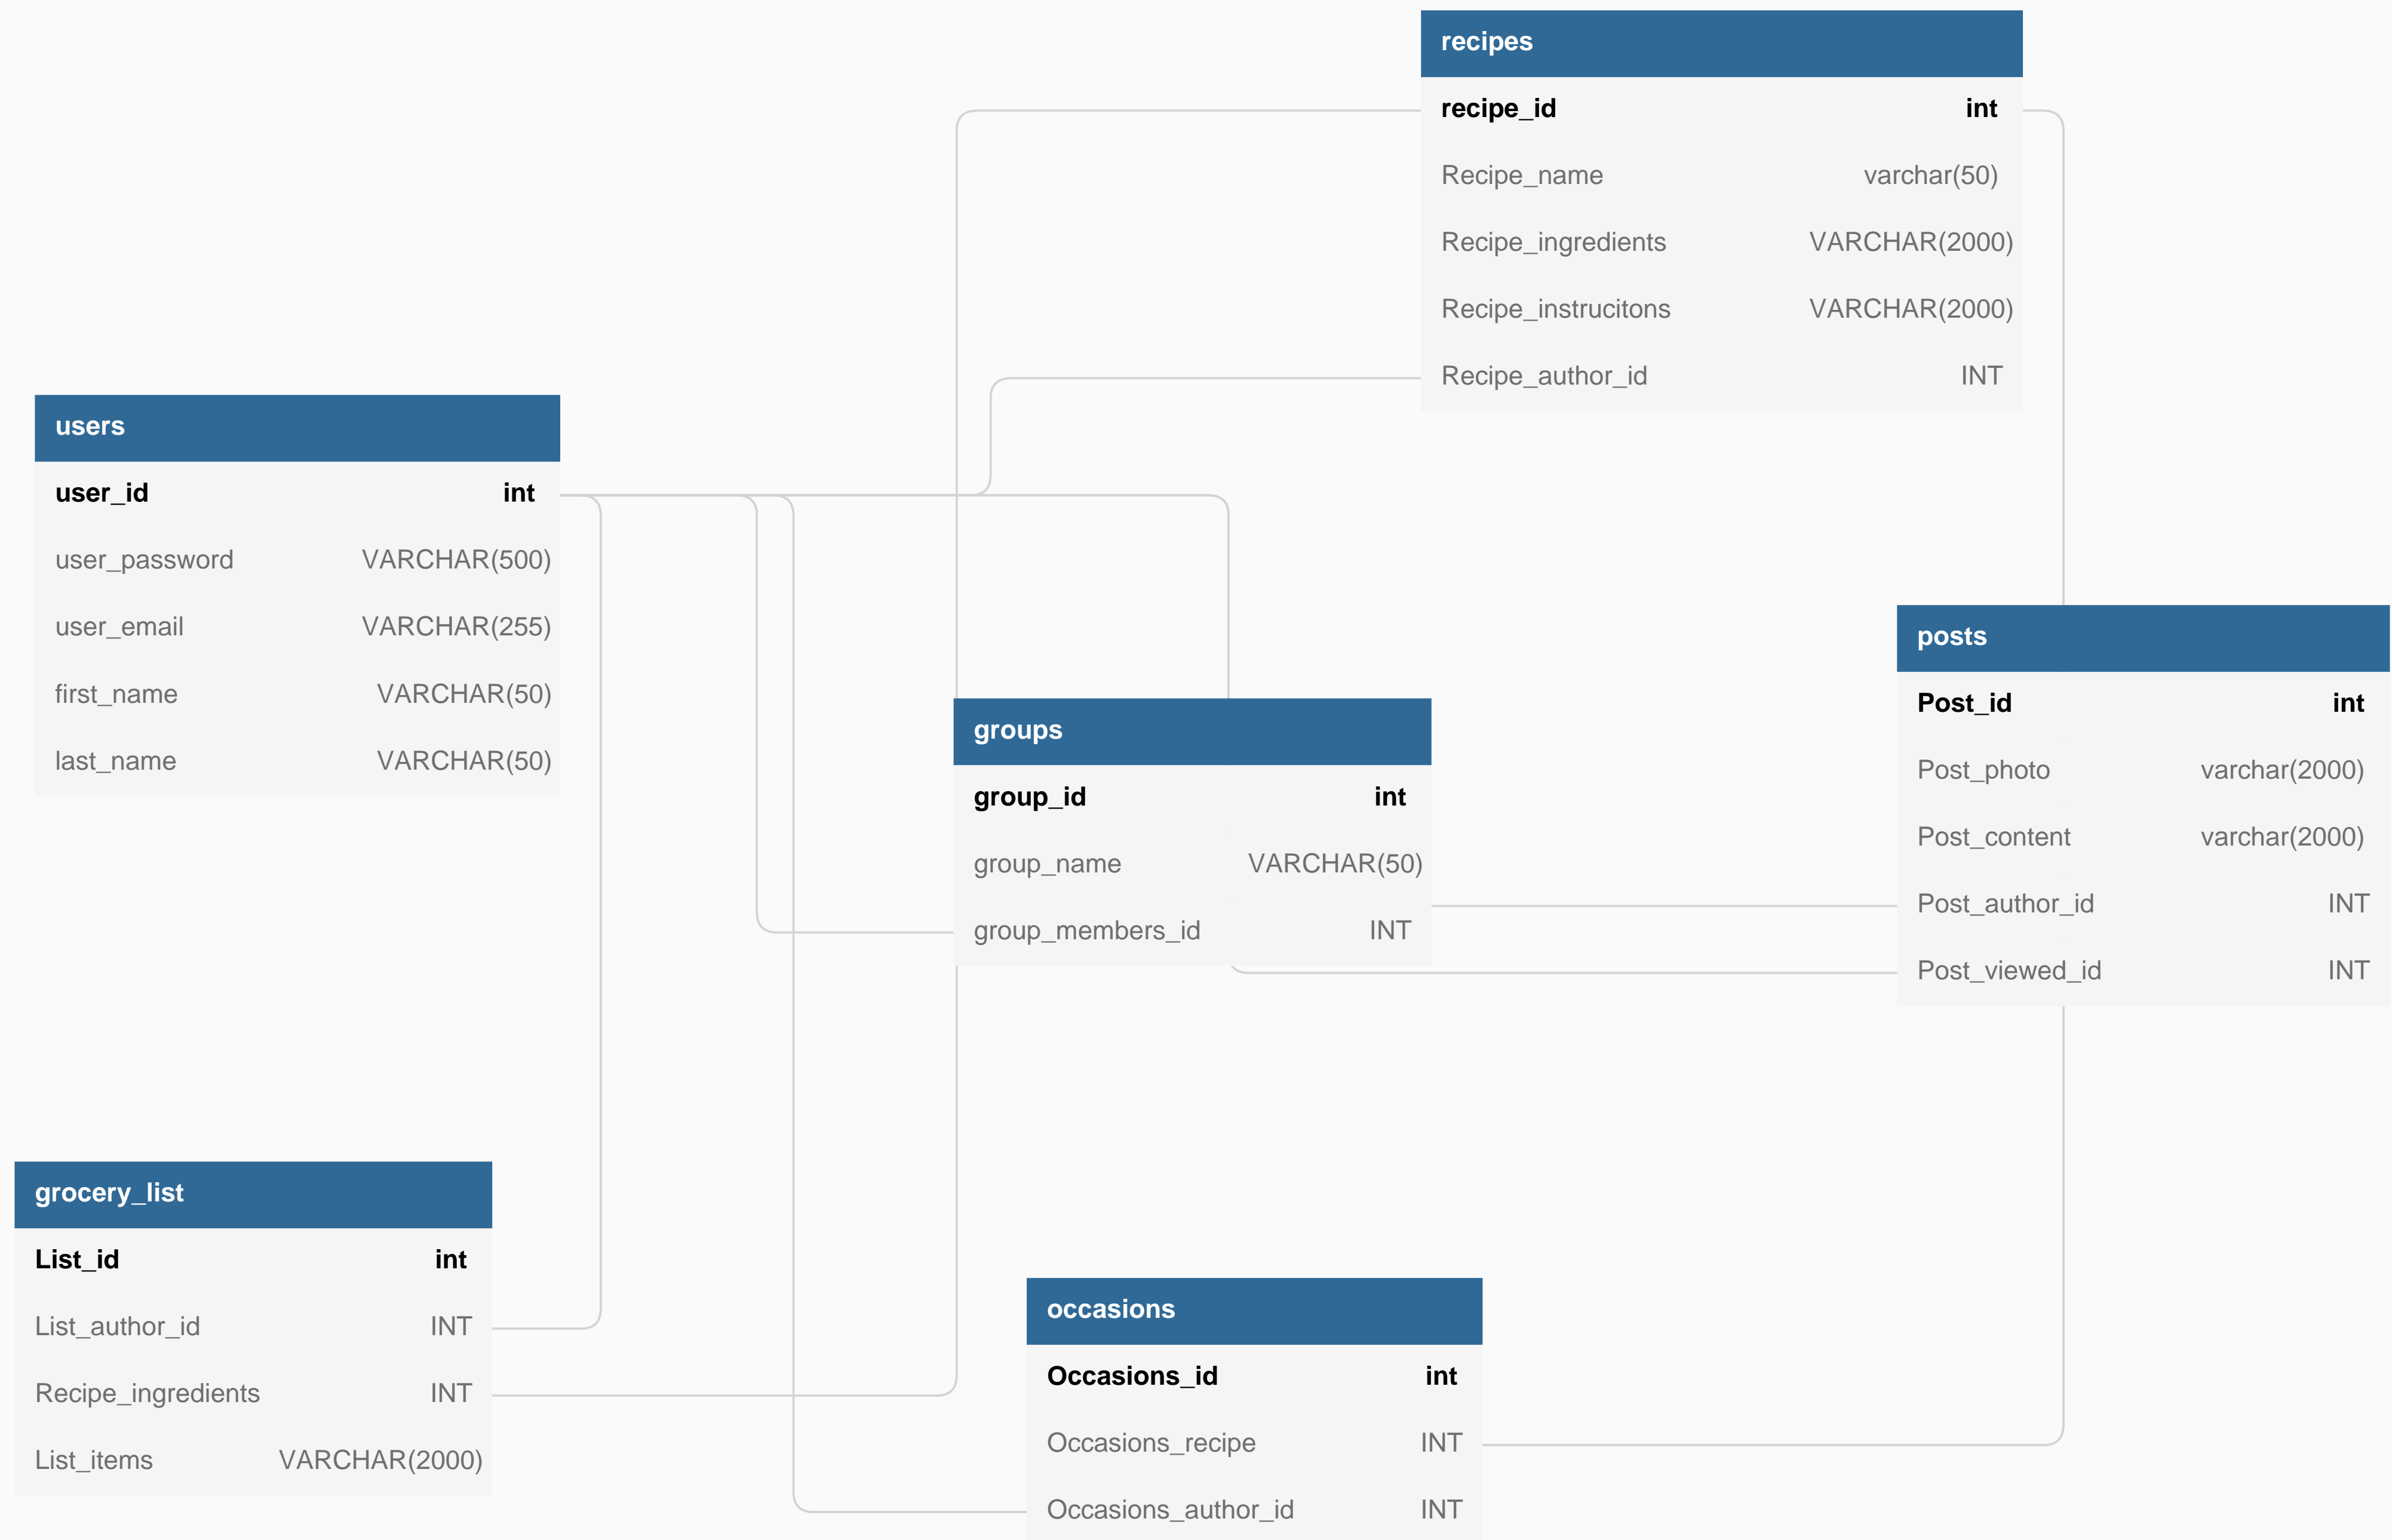 recipes
recipe_id int
Recipe_name varchar(50)
Recipe_ingredients VARCHAR(2000)
Recipe_instrucitons VARCHAR(2000)
Recipe_author_id INT
users
user_id int
user_password VARCHAR(500)
user_email VARCHAR(255)
first_name VARCHAR(50)
last_name VARCHAR(50)
posts
Post_id int
Post_photo varchar(2000)
Post_content varchar(2000)
Post_author_id INT
Post_viewed_id INT
groups
group_id int
group_name VARCHAR(50)
group_members_id INT
grocery_list
List_id int
List_author_id INT
Recipe_ingredients INT
List_items VARCHAR(2000)
occasions
Occasions_id int
Occasions_recipe INT
Occasions_author_id INT